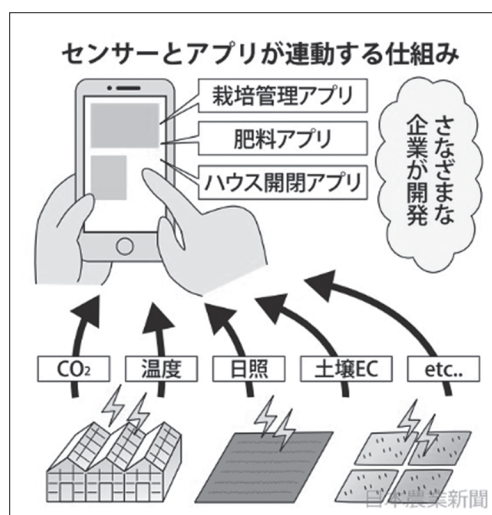 センサーとアプリが連動する仕組み
栽培管理アプリ
肥料アプリ
ハウス開閉アプリ
さなざまな
企業が開発
CO₂
温度
日照
土壌EC
etc..
日本農業新聞